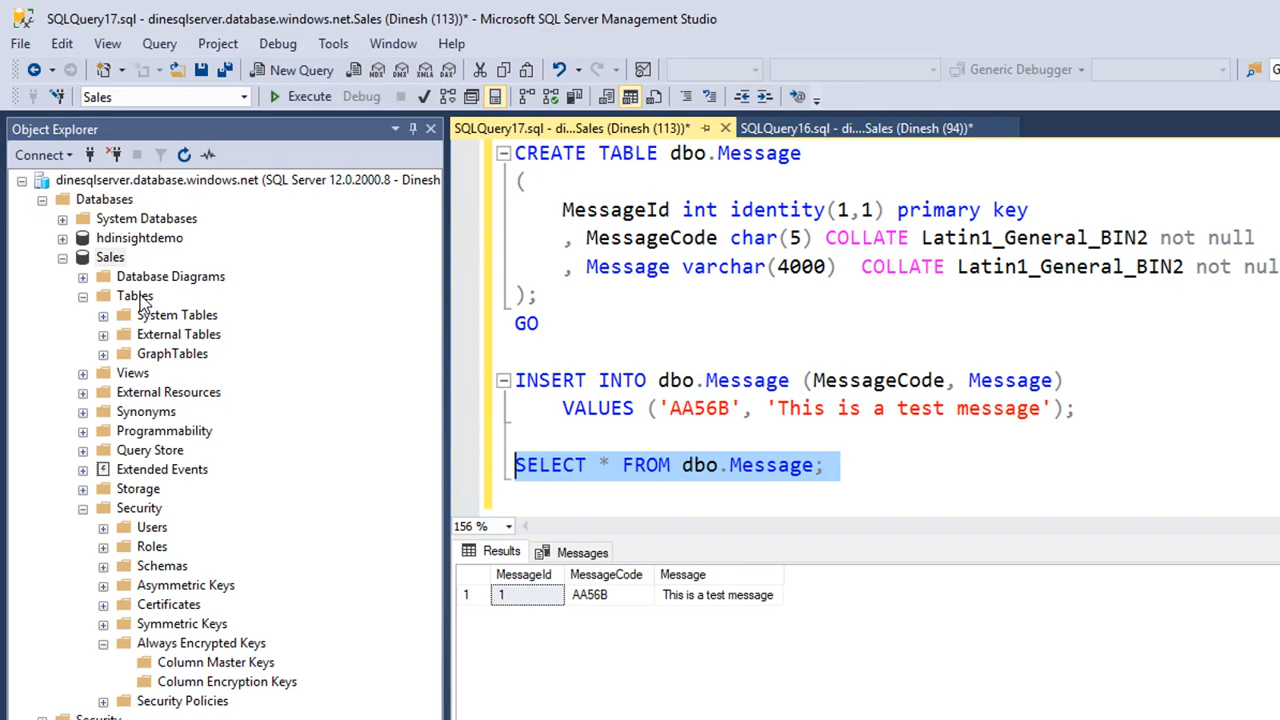 SQLQuery17.sql - dinesqlserver.database.windows.net.Sales (Dinesh (113))* - Microsoft SQL Server Management Studio
File Edit View Query Project Debug Tools Window Help
New Query MDX DMX XMLA DAX Generic Debugger
Sales Execute Debug
Object Explorer
SQLQuery17.sql - di...Sales (Dinesh (113))* SQLQuery16.sql - di....Sales (Dinesh (94))*
Connect
dinesqlserver.database.windows.net (SQL Server 12.0.2000.8 - Dinesh
Databases
System Databases
hdinsightdemo
Sales
Database Diagrams
Tables
System Tables
External Tables
GraphTables
Views
External Resources
Synonyms
Programmability
Query Store
Extended Events
Storage
Security
Users
Roles
Schemas
Asymmetric Keys
Certificates
Symmetric Keys
Always Encrypted Keys
Column Master Keys
Column Encryption Keys
Security Policies
Security
CREATE TABLE dbo.Message
(
MessageId int identity(1,1) primary key
, MessageCode char(5) COLLATE Latin1_General_BIN2 not null
, Message varchar(4000) COLLATE Latin1_General_BIN2 not nul
);
GO
INSERT INTO dbo.Message (MessageCode, Message)
VALUES ('AA56B', 'This is a test message');
SELECT * FROM dbo.Message;
156 %
Results Messages
MessageId MessageCode Message
1 1 AA56B This is a test message